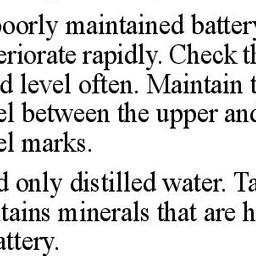 poorly maintained battery
eriorate rapidly. Check th
d level often. Maintain t
el between the upper and
el marks.
d only distilled water. Ta
tains minerals that are h
attery.